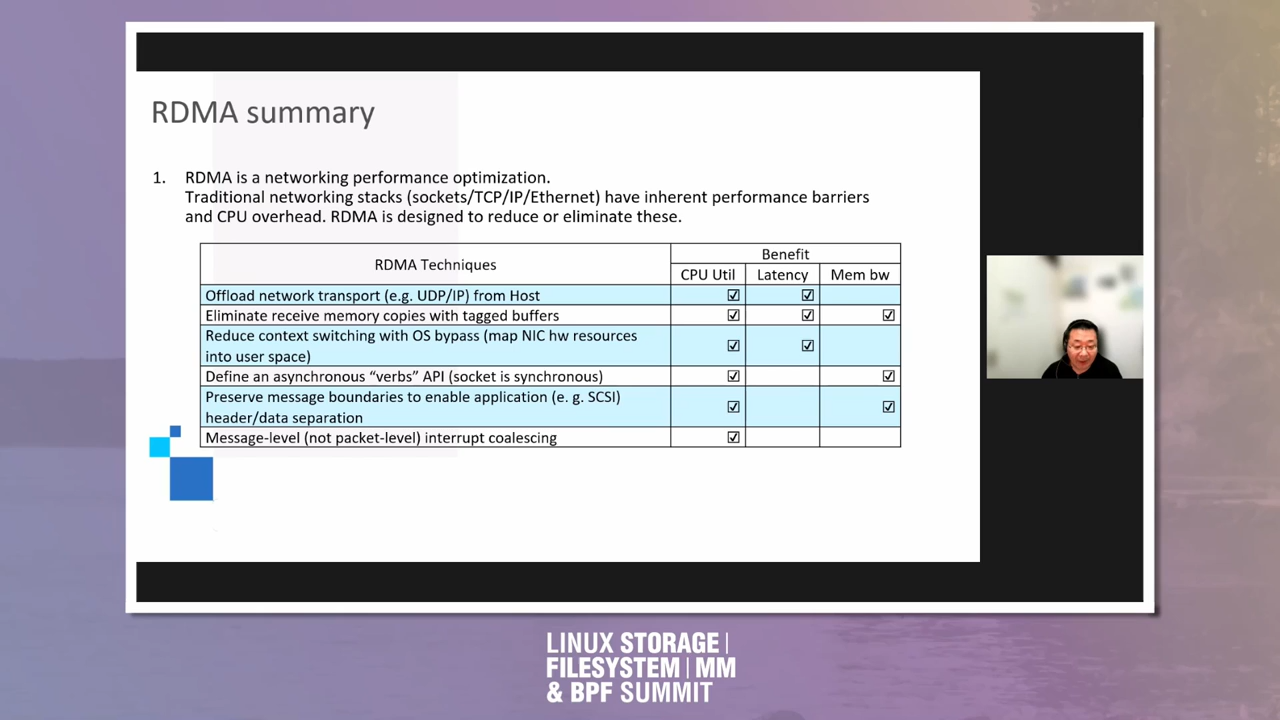 RDMA summary
1. RDMA is a networking performance optimization.
Traditional networking stacks (sockets/TCP/IP/Ethernet) have inherent performance barriers
and CPU overhead. RDMA is designed to reduce or eliminate these.
RDMA Techniques
Benefit
CPU Util Latency Mem bw
Offload network transport (e.g. UDP/IP) from Host ☑ ☑
Eliminate receive memory copies with tagged buffers ☑ ☑ ☑
Reduce context switching with OS bypass (map NIC hw resources
into user space) ☑ ☑
Define an asynchronous “verbs” API (socket is synchronous) ☑ ☑
Preserve message boundaries to enable application (e. g. SCSI)
header/data separation ☑ ☑
Message-level (not packet-level) interrupt coalescing ☑
LINUX STORAGE |
FILESYSTEM | MM
& BPF SUMMIT